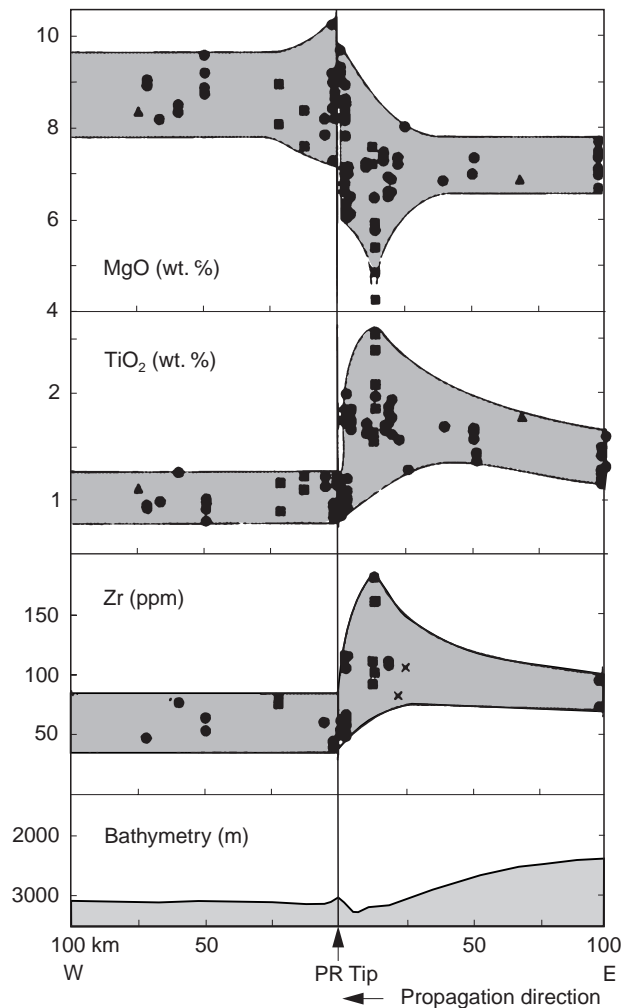 10
8
6
4
MgO (wt. %)
TiO2 (wt. %)
2
1
Zr (ppm)
150
100
50
Bathymetry (m)
2000
3000
100 km 50 50 100
W PR Tip E
Propagation direction